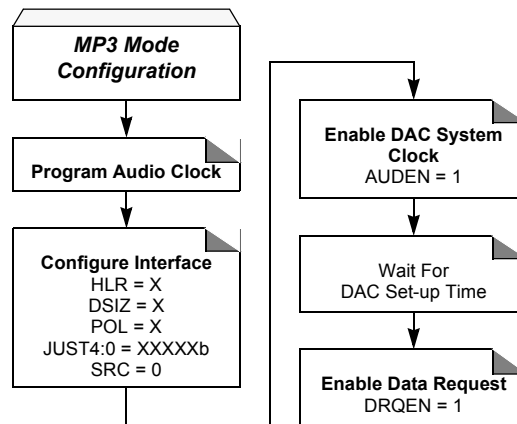 MP3 Mode
Configuration
Program Audio Clock
Configure Interface
HLR = X
DSIZ = X
POL = X
JUST4:0 = XXXXXb
SRC = 0
Enable DAC System
Clock
AUDEN = 1
Wait For
DAC Set-up Time
Enable Data Request
DRQEN = 1